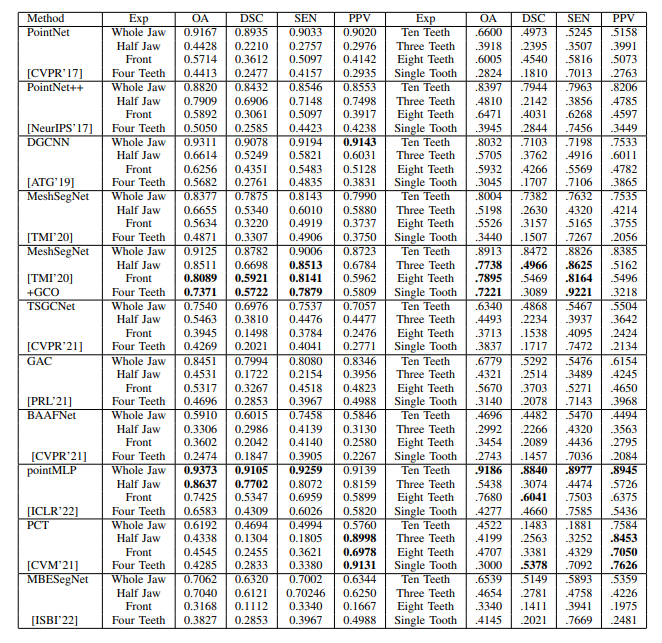 Method Exp OA DSC SEN PPV Exp OA DSC SEN PPV
PointNet Whole Jaw 0.9167 0.8935 0.9033 0.9020 Ten Teeth .6600 .4973 .5245 .5158
Half Jaw 0.4428 0.2210 0.2757 0.2976 Three Teeth .3918 .2395 .3507 .3991
Front 0.5714 0.3612 0.5097 0.4142 Eight Teeth .6005 .4540 .5816 .5073
[CVPR'17] Four Teeth 0.4413 0.2477 0.4157 0.2935 Single Tooth .2824 .1810 .7013 .2763
PointNet++ Whole Jaw 0.8820 0.8432 0.8546 0.8553 Ten Teeth .8397 .7944 .7963 .8206
Half Jaw 0.7909 0.6906 0.7148 0.7498 Three Teeth .4810 .2142 .3856 .4785
Front 0.5892 0.3061 0.5097 0.3917 Eight Teeth .6471 .4031 .6268 .4597
[NeurIPS'17] Four Teeth 0.5050 0.2585 0.4423 0.4238 Single Tooth .3945 .2844 .7456 .3449
DGCNN Whole Jaw 0.9311 0.9078 0.9194 0.9143 Ten Teeth .8032 .7103 .7198 .7533
Half Jaw 0.6614 0.5249 0.5821 0.6031 Three Teeth .5705 .3762 .4916 .6011
Front 0.6256 0.4351 0.5483 0.5128 Eight Teeth .5932 .4266 .5569 .4782
[ATG'19] Four Teeth 0.5682 0.2761 0.4835 0.3831 Single Tooth .3045 .1707 .7106 .3865
MeshSegNet Whole Jaw 0.8377 0.7875 0.8143 0.7990 Ten Teeth .8004 .7382 .7632 .7535
Half Jaw 0.6655 0.5340 0.6010 0.5880 Three Teeth .5198 .2630 .4320 .4214
Front 0.5634 0.3220 0.4919 0.3737 Eight Teeth .5526 .3157 .5165 .3755
[TMI'20] Four Teeth 0.4871 0.3307 0.4906 0.3750 Single Tooth .3440 .1507 .7267 .2056
MeshSegNet Whole Jaw 0.9125 0.8782 0.9006 0.8723 Ten Teeth .8913 .8472 .8826 .8385
Half Jaw 0.8511 0.6698 0.8513 0.6784 Three Teeth .7738 .4966 .8625 .5162
[TMI'20] Front 0.8089 0.5921 0.8141 0.5962 Eight Teeth .7895 .5469 .8164 .5496
+GCO Four Teeth 0.7371 0.5722 0.7879 0.5809 Single Tooth .7221 .3089 .9221 .3218
TSGCNet Whole Jaw 0.7540 0.6976 0.7537 0.7057 Ten Teeth .6340 .4868 .5467 .5504
Half Jaw 0.5463 0.3810 0.4476 0.4477 Three Teeth .4493 .2234 .3937 .3642
Front 0.3945 0.1498 0.3784 0.2476 Eight Teeth .3713 .1538 .4095 .2424
[CVPR'21] Four Teeth 0.4269 0.2021 0.4041 0.2771 Single Tooth .3837 .1717 .7472 .2134
GAC Whole Jaw 0.8451 0.7994 0.8080 0.8346 Ten Teeth .6779 .5292 .5476 .6154
Half Jaw 0.4531 0.1722 0.2154 0.3956 Three Teeth .4321 .2514 .3489 .4245
Front 0.5317 0.3267 0.4518 0.4823 Eight Teeth .5670 .3703 .5271 .4650
[PRL'21] Four Teeth 0.4696 0.2853 0.3967 0.4988 Single Tooth .3140 .2078 .7143 .3968
BAAFNet Whole Jaw 0.5910 0.6015 0.7458 0.5846 Ten Teeth .4696 .4482 .5470 .4494
Half Jaw 0.3306 0.2986 0.4139 0.3130 Three Teeth .2992 .2266 .4320 .3563
Front 0.3602 0.2042 0.4140 0.2580 Eight Teeth .3454 .2089 .4436 .2795
[CVPR'21] Four Teeth 0.2474 0.1847 0.3905 0.2267 Single Tooth .2743 .1457 .7036 .2084
pointMLP Whole Jaw 0.9373 0.9105 0.9259 0.9139 Ten Teeth .9186 .8840 .8977 .8945
Half Jaw 0.8637 0.7702 0.8072 0.8159 Three Teeth .5438 .3074 .4474 .5726
Front 0.7425 0.5347 0.6959 0.5899 Eight Teeth .7680 .6041 .7503 .6375
[ICLR'22] Four Teeth 0.6583 0.4309 0.6026 0.5820 Single Tooth .4277 .4660 .7585 .5436
PCT Whole Jaw 0.6192 0.4694 0.4994 0.5760 Ten Teeth .4522 .1483 .1881 .7584
Half Jaw 0.4338 0.1304 0.1805 0.8998 Three Teeth .4199 .2563 .3252 .8453
Front 0.4545 0.2455 0.3621 0.6978 Eight Teeth .4707 .3381 .4329 .7050
[CVM'21] Four Teeth 0.4285 0.2833 0.3380 0.9131 Single Tooth .3000 .5378 .7092 .7626
MBESegNet Whole Jaw 0.7062 0.6320 0.7002 0.6344 Ten Teeth .6539 .5149 .5893 .5359
Half Jaw 0.7040 0.6121 0.70246 0.6250 Three Teeth .4654 .2781 .4758 .4226
Front 0.3168 0.1112 0.3340 0.1667 Eight Teeth .3340 .1411 .3941 .1975
[ISBI'22] Four Teeth 0.3827 0.2853 0.3967 0.4988 Single Tooth .4145 .2021 .7669 .2481